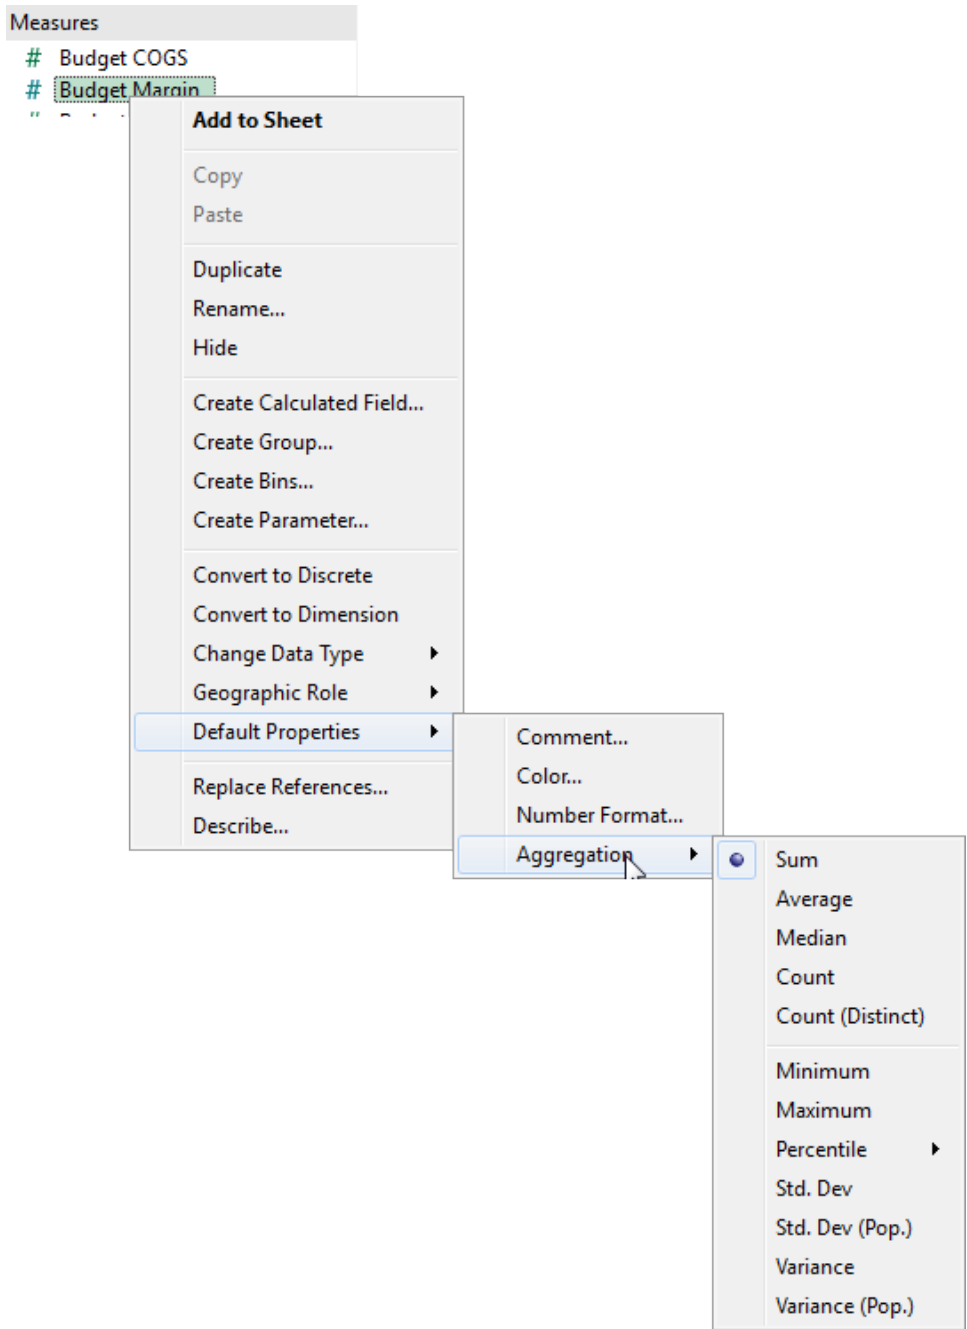 Measures
# Budget COGS
# Budget Margin
Add to Sheet
Copy
Paste
Duplicate
Rename...
Hide
Create Calculated Field...
Create Group...
Create Bins...
Create Parameter...
Convert to Discrete
Convert to Dimension
Change Data Type
Geographic Role
Default Properties
Replace References...
Describe...
Comment...
Color...
Number Format...
Aggregation
Sum
Average
Median
Count
Count (Distinct)
Minimum
Maximum
Percentile
Std. Dev
Std. Dev (Pop.)
Variance
Variance (Pop.)